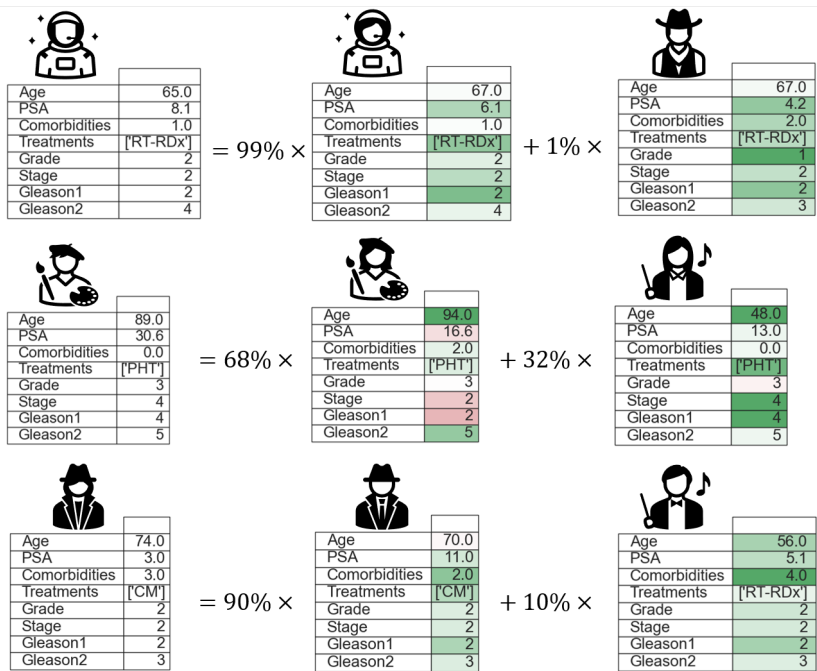 Age 65.0
PSA 8.1
Comorbidities 1.0
Treatments ['RT-RDx']
Grade 2
Stage 2
Gleason1 2
Gleason2 4
= 99% ×
Age 67.0
PSA 6.1
Comorbidities 1.0
Treatments ['RT-RDx']
Grade 2
Stage 2
Gleason1 2
Gleason2 4
+ 1% ×
Age 67.0
PSA 4.2
Comorbidities 2.0
Treatments ['RT-RDx']
Grade 1
Stage 2
Gleason1 2
Gleason2 3
Age 89.0
PSA 30.6
Comorbidities 0.0
Treatments ['PHT']
Grade 3
Stage 4
Gleason1 4
Gleason2 5
= 68% ×
Age 94.0
PSA 16.6
Comorbidities 2.0
Treatments ['PHT']
Grade 3
Stage 2
Gleason1 2
Gleason2 5
+ 32% ×
Age 48.0
PSA 13.0
Comorbidities 0.0
Treatments ['PHT']
Grade 3
Stage 4
Gleason1 4
Gleason2 5
Age 74.0
PSA 3.0
Comorbidities 3.0
Treatments ['CM']
Grade 2
Stage 2
Gleason1 2
Gleason2 3
= 90% ×
Age 70.0
PSA 11.0
Comorbidities 2.0
Treatments ['CM']
Grade 2
Stage 2
Gleason1 2
Gleason2 3
+ 10% ×
Age 56.0
PSA 5.1
Comorbidities 4.0
Treatments ['RT-RDx']
Grade 2
Stage 2
Gleason1 2
Gleason2 3